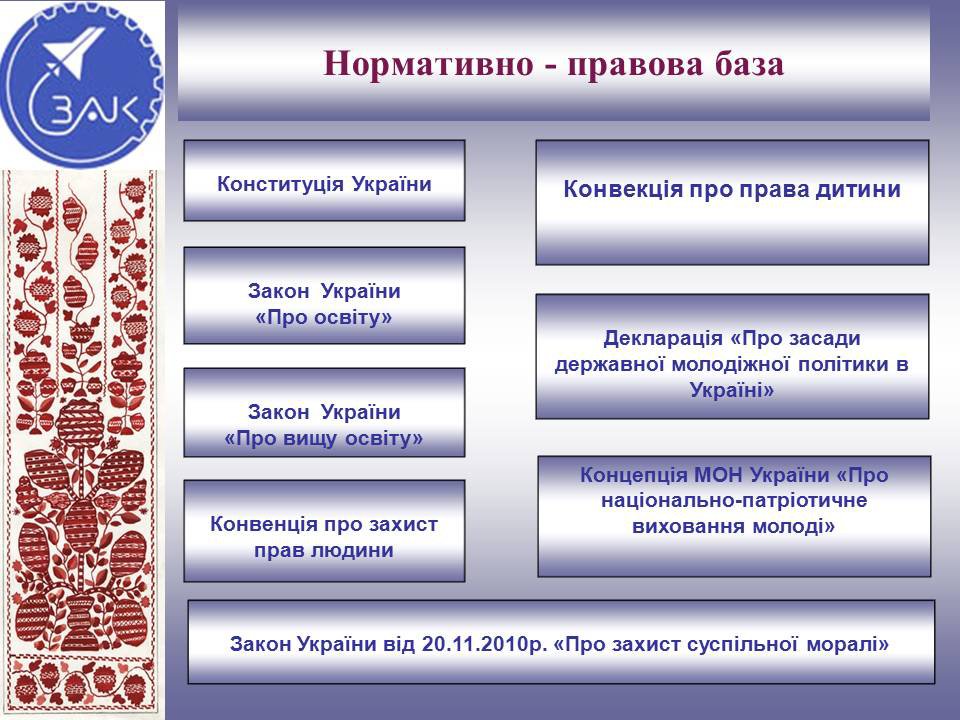 ЗАК
Нормативно - правова база
Конституція України
Закон  України
«Про освіту»
Закон  України
«Про вищу освіту»
Конвенція про захист
прав людини
Конвекція про права дитини
Декларація «Про засади
державної молодіжної політики в
Україні»
Концепція МОН України «Про
національно-патріотичне
виховання молоді»
Закон України від 20.11.2010р. «Про захист суспільної моралі»